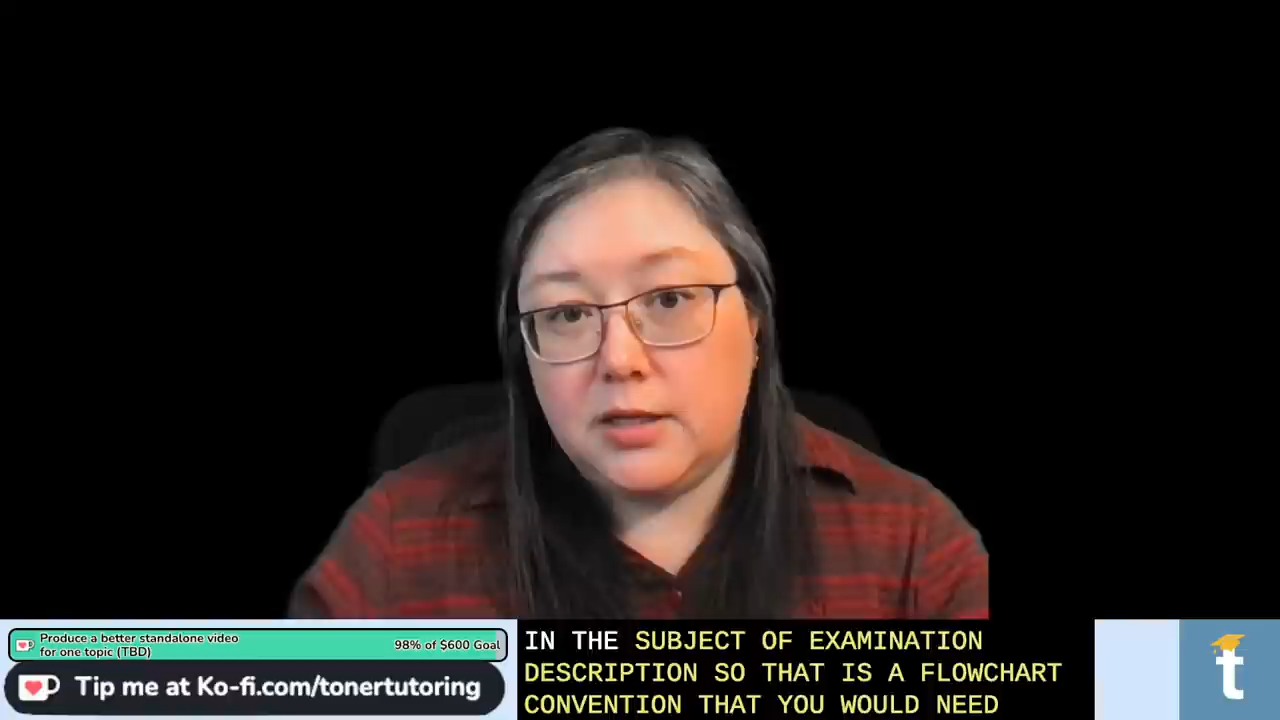 Produce a better standalone video
for one topic (TBD)
98% of $600 Goal
Tip me at Ko-fi.com/tonertutoring
IN THE SUBJECT OF EXAMINATION
DESCRIPTION SO THAT IS A FLOWCHART
CONVENTION THAT YOU WOULD NEED
t